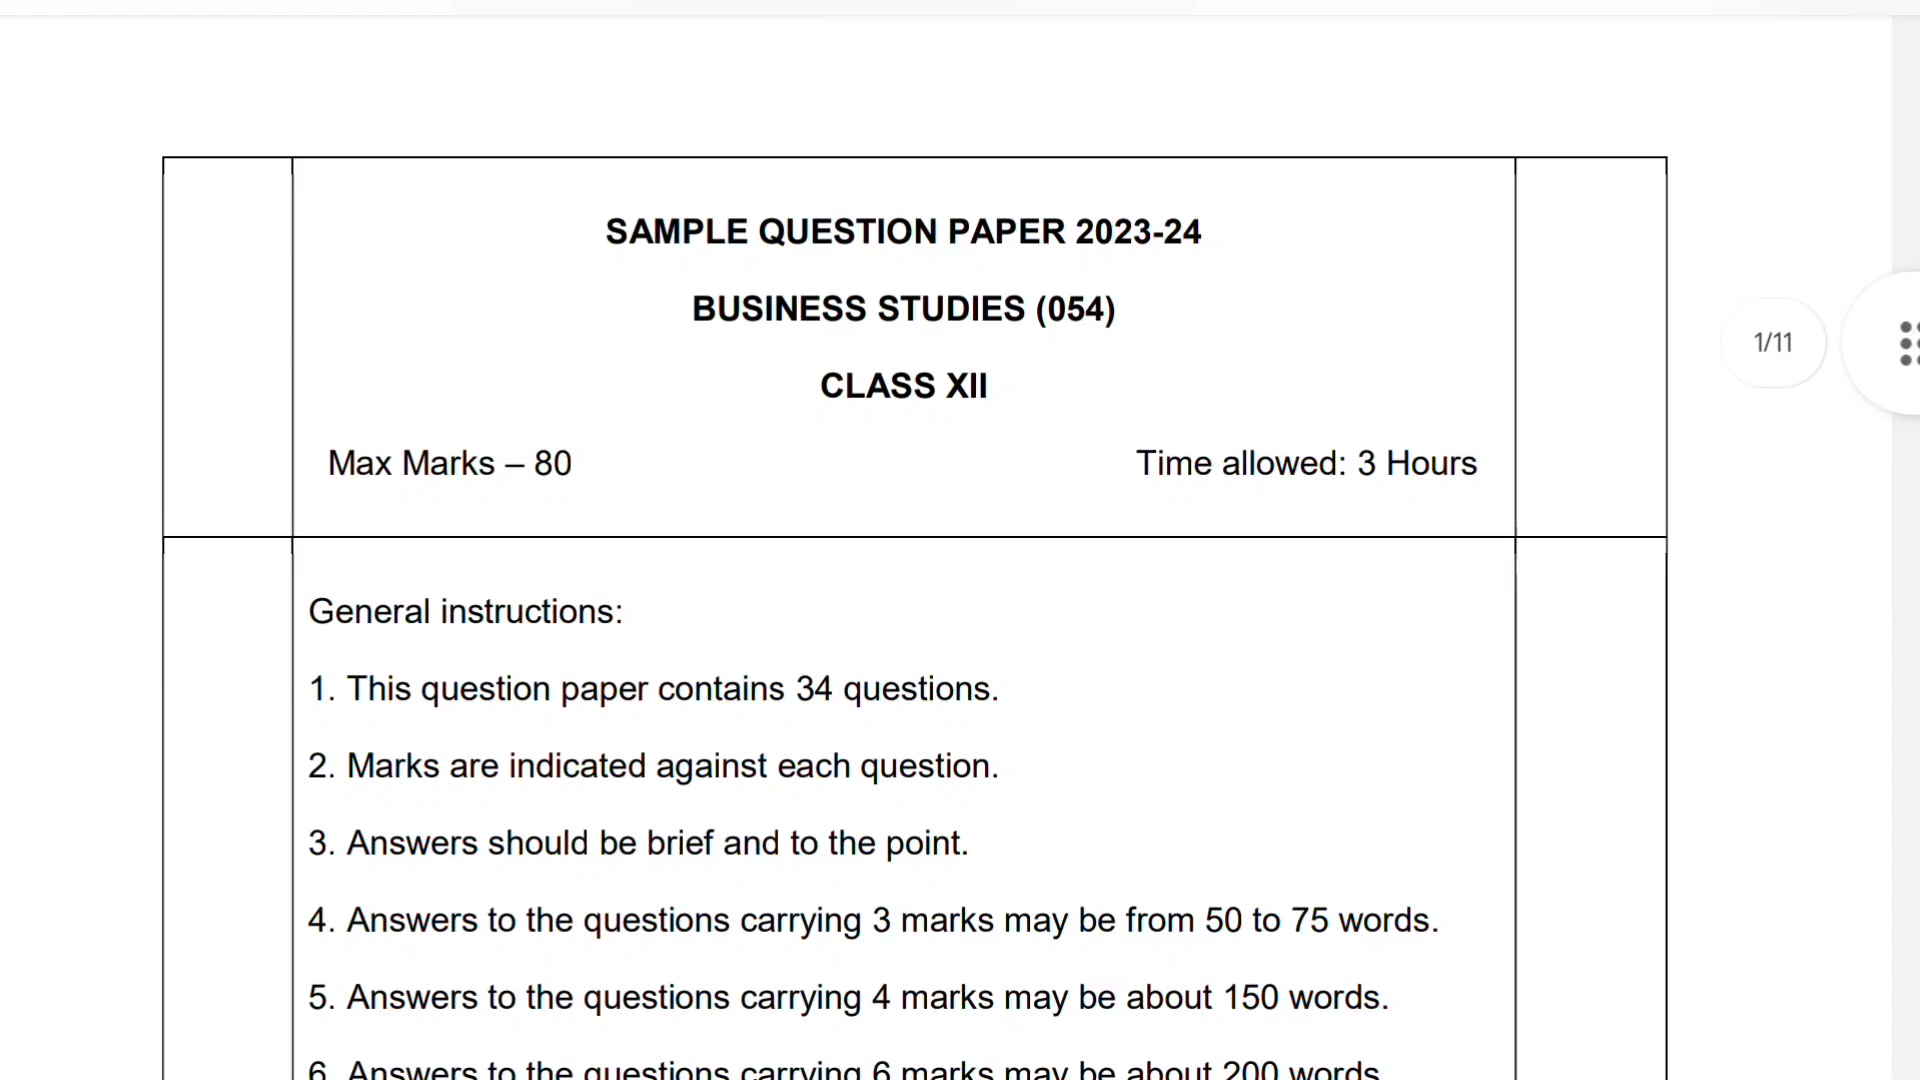 SAMPLE QUESTION PAPER 2023-24
BUSINESS STUDIES (054)
CLASS XII
Max Marks – 80 Time allowed: 3 Hours
1/11
General instructions:
1. This question paper contains 34 questions.
2. Marks are indicated against each question.
3. Answers should be brief and to the point.
4. Answers to the questions carrying 3 marks may be from 50 to 75 words.
5. Answers to the questions carrying 4 marks may be about 150 words.
6. Answers to the questions carrying 6 marks may be about 200 words